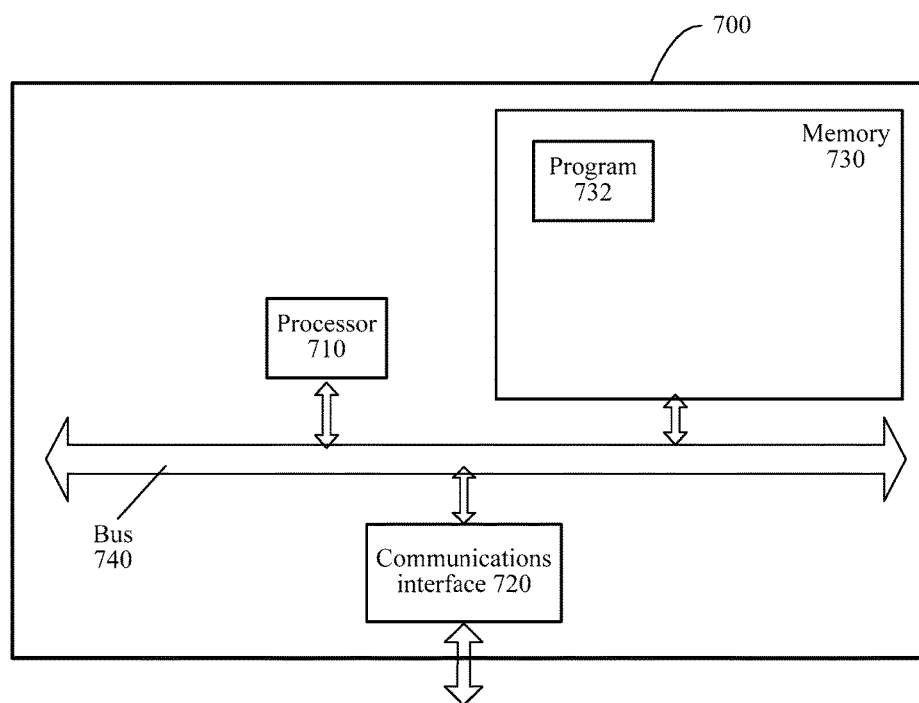 700
Memory
730
Program
732
Processor
710
Bus
740
Communications
interface 720